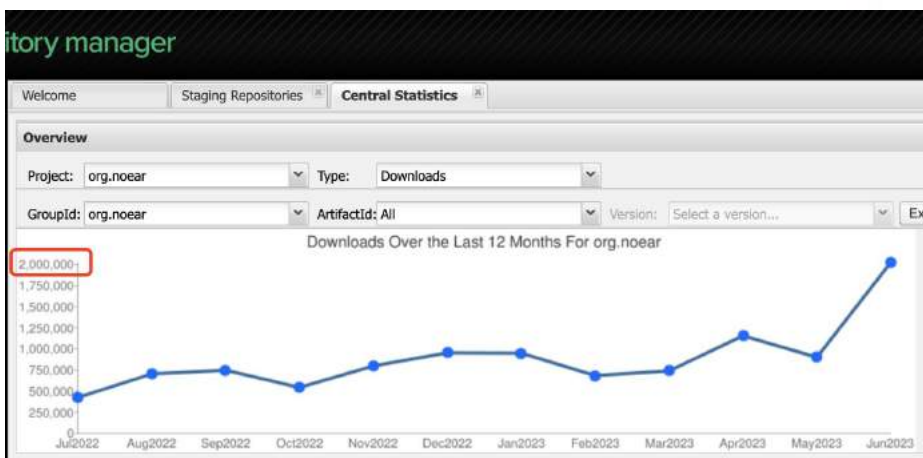 itory manager
Welcome Staging Repositories Central Statistics
Overview
Project: org.noear Type: Downloads
GroupId: org.noear ArtifactId: All Version: Select a version... Ex
Downloads Over the Last 12 Months For org.noear
2,000,000
1,750,000
1,500,000
1,250,000
1,000,000
750,000
500,000
250,000
0
Jul2022 Aug2022 Sep2022 Oct2022 Nov2022 Dec2022 Jan2023 Feb2023 Mar2023 Apr2023 May2023 Jun2023